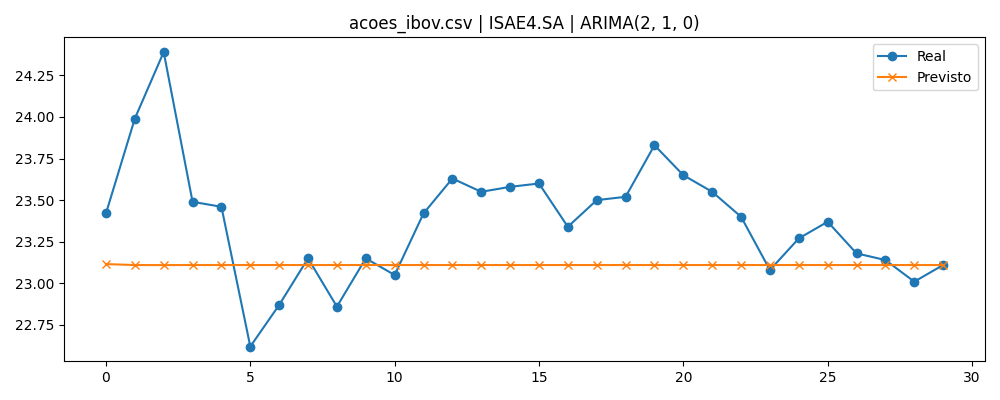 acoes_ibov.csv | ISAE4.SA | ARIMA(2, 1, 0)
Real
Previsto
24.25
24.00
23.75
23.50
23.25
23.00
22.75
0 5 10 15 20 25 30